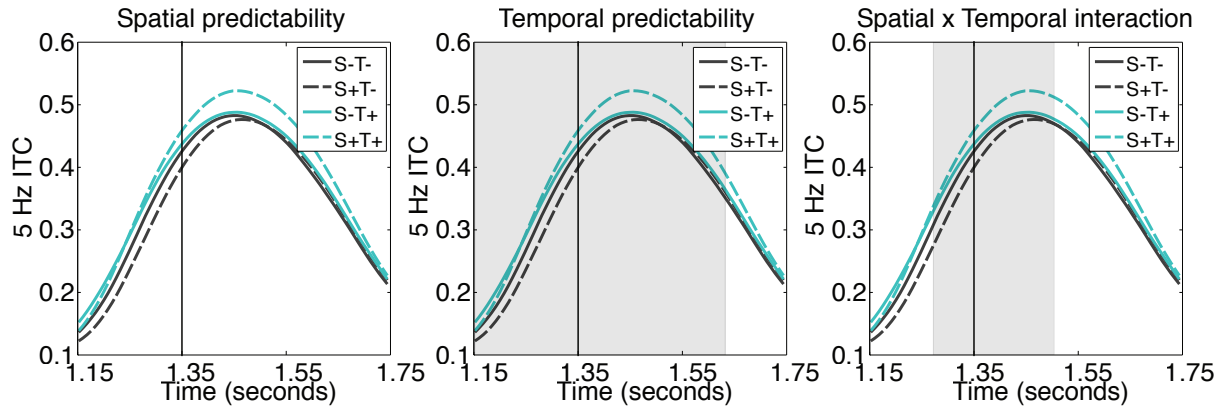 Spatial predictability
5 Hz ITC
0.6
0.5
0.4
0.3
0.2
0.1
S-T-
S+T-
S-T+
S+T+
1.15 1.35 1.55 1.75
Time (seconds)
Temporal predictability
5 Hz ITC
0.6
0.5
0.4
0.3
0.2
0.1
S-T-
S+T-
S-T+
S+T+
1.15 1.35 1.55 1.75
Time (seconds)
Spatial x Temporal interaction
5 Hz ITC
0.6
0.5
0.4
0.3
0.2
0.1
S-T-
S+T-
S-T+
S+T+
1.15 1.35 1.55 1.75
Time (seconds)